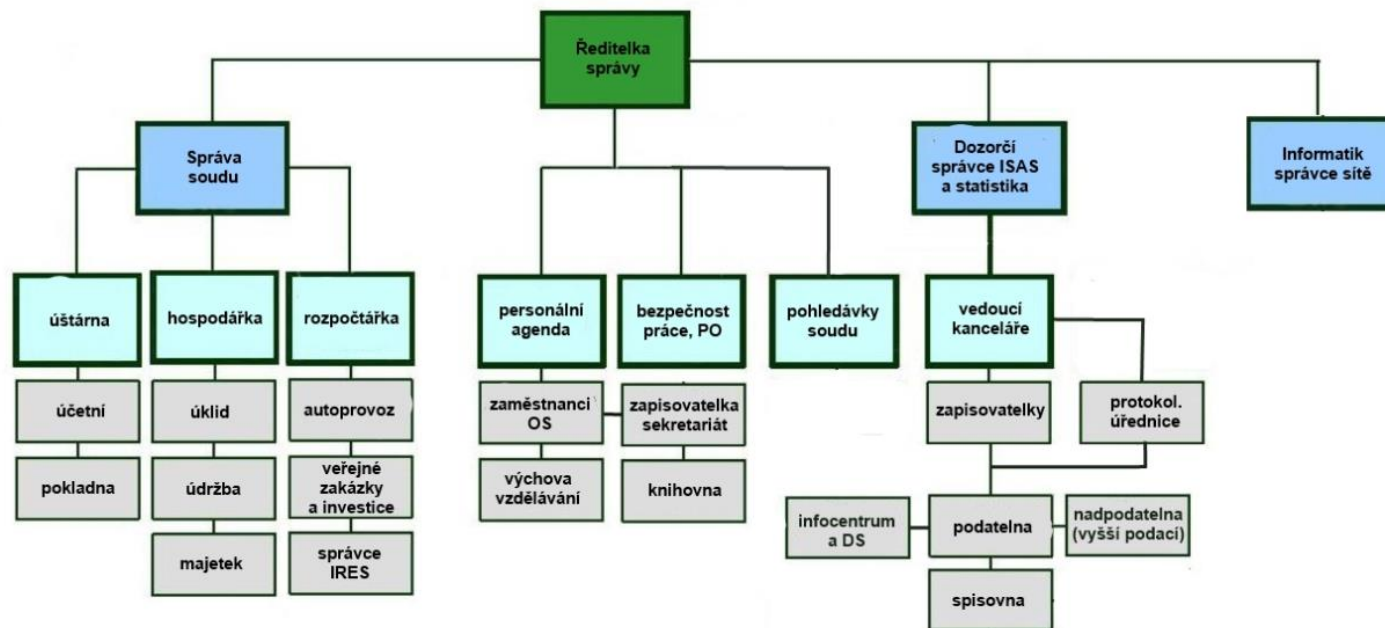 Ředitelka
správy
Správa
soudu
Dozorčí
správce ISAS
a statistika
Informatik
správce sítě
úštárna
hospodářka
rozpočtářka
personální
agenda
bezpečnost
práce, PO
pohledávky
soudu
vedoucí
kanceláře
účetní
úklid
autoprovoz
zaměstnanci
OS
zapisovatelka
sekretariát
zapisovatelky
protokol.
úřednice
pokladna
údržba
veřejné
zakázky
a investice
výchova
vzdělávání
knihovna
infocentrum
a DS
podatelna
nadpodatelna
(vyšší podací)
majetek
správce
IRES
spisovna